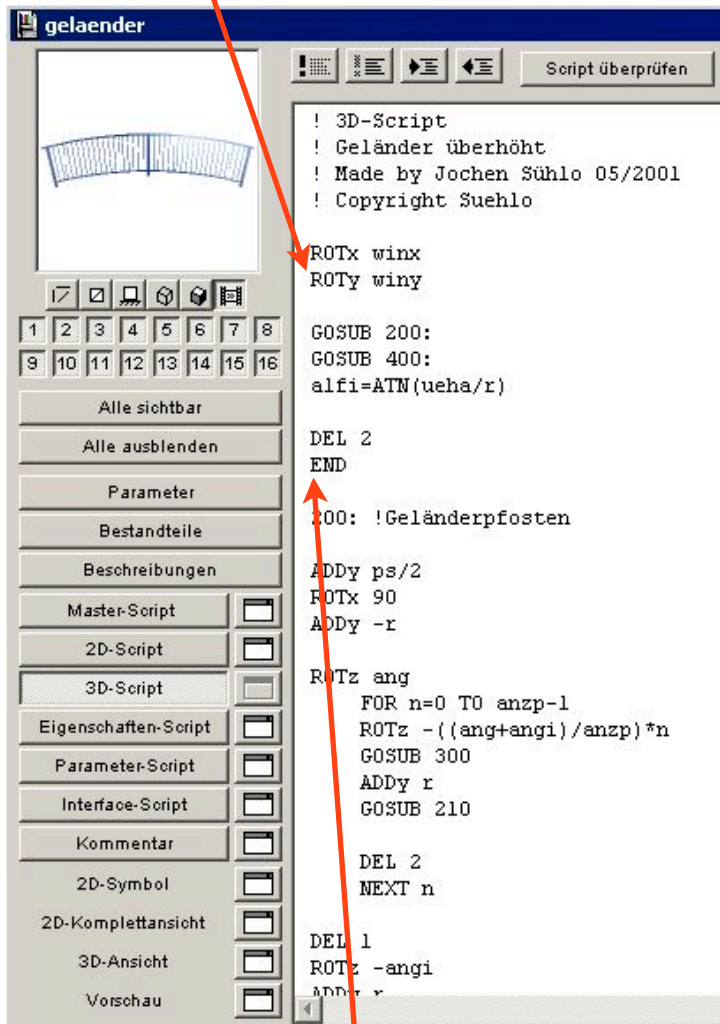 gelaender
Script überprüfen
1 2 3 4 5 6 7 8
9 10 11 12 13 14 15 16
Alle sichtbar
Alle ausblenden
Parameter
Bestandteile
Beschreibungen
Master-Script
2D-Script
3D-Script
Eigenschaften-Script
Parameter-Script
Interface-Script
Kommentar
2D-Symbol
2D-Komplettansicht
3D-Ansicht
Vorschau
! 3D-Script
! Geländer überhöht
! Made by Jochen Sühlo 05/2001
! Copyright Suehlo
ROTx winx
ROTy winy
GOSUB 200:
GOSUB 400:
alfi=ATN(ueha/r)
DEL 2
END
200: !Geländerpfosten
ADDy ps/2
ROTx 90
ADDy -r
ROTz ang
FOR n=0 TO anzp-1
ROTz -((ang+angi)/anzp)*n
GOSUB 300
ADDy r
GOSUB 210
DEL 2
NEXT n
DEL 1
ROTz -angi
ADDy r